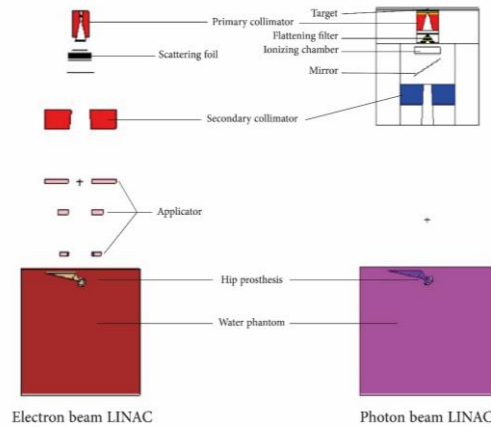 Target
Primary collimator
Flattening filter
Ionizing chamber
Scattering foil
Mirror
Secondary collimator
Applicator
Hip prosthesis
Water phantom
Electron beam LINAC
Photon beam LINAC